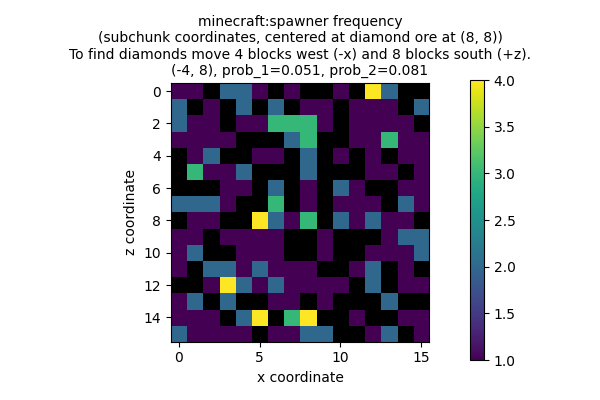 minecraft:spawner frequency
(subchunk coordinates, centered at diamond ore at (8, 8))
To find diamonds move 4 blocks west (-x) and 8 blocks south (+z).
(-4, 8), prob_1=0.051, prob_2=0.081
0
2
4
6
8
10
12
14
z coordinate
0 5 10 15
x coordinate
4.0
3.5
3.0
2.5
2.0
1.5
1.0